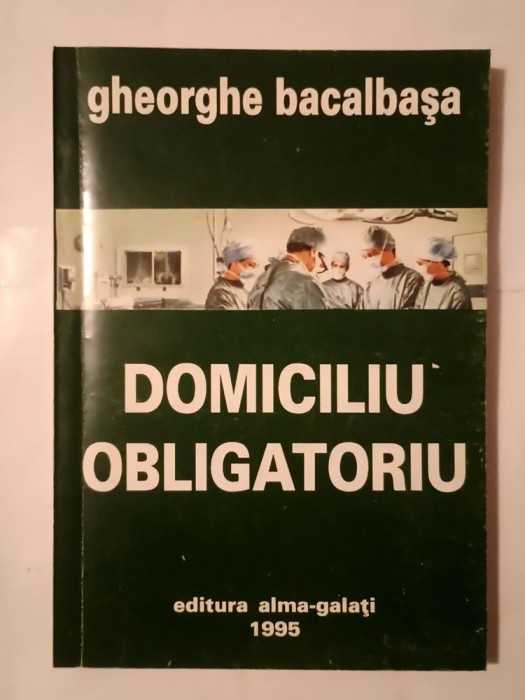 gheorghe bacalbaşa
DOMICILIU
OBLIGATORIU
editura alma-galaţi
1995